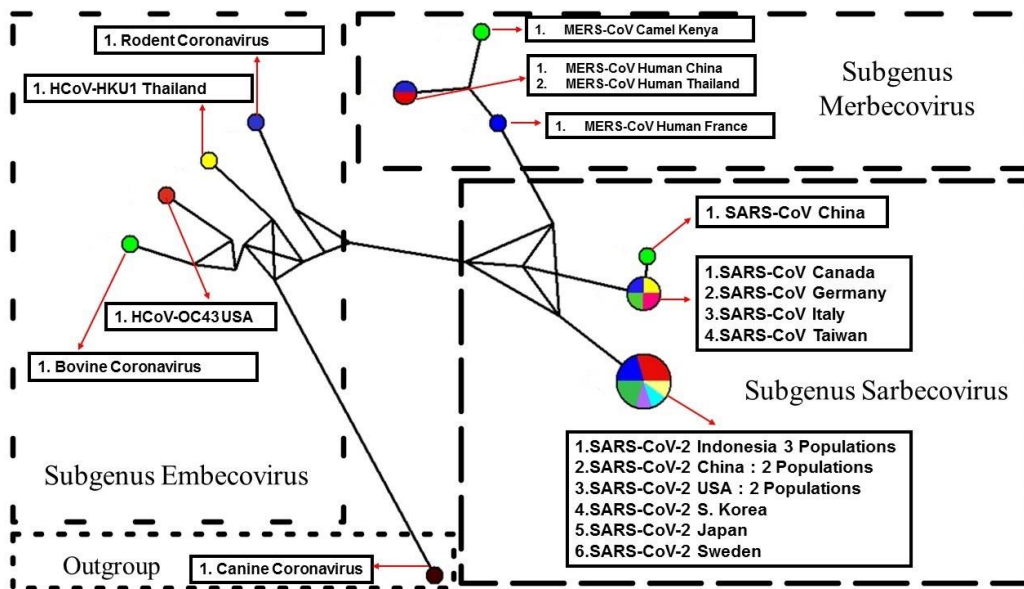 1. Rodent Coronavirus
1. HCoV-HKU1 Thailand
1. HCoV-OC43 USA
1. Bovine Coronavirus
Subgenus Embecovirus
Outgroup
1. Canine Coronavirus
1. MERS-CoV Camel Kenya
1. MERS-CoV Human China
2. MERS-CoV Human Thailand
1. MERS-CoV Human France
Subgenus
Merbecovirus
1. SARS-CoV China
1.SARS-CoV Canada
2.SARS-CoV Germany
3.SARS-CoV Italy
4.SARS-CoV Taiwan
Subgenus Sarbecovirus
1.SARS-CoV-2 Indonesia 3 Populations
2.SARS-CoV-2 China : 2 Populations
3.SARS-CoV-2 USA : 2 Populations
4.SARS-CoV-2 S. Korea
5.SARS-CoV-2 Japan
6.SARS-CoV-2 Sweden